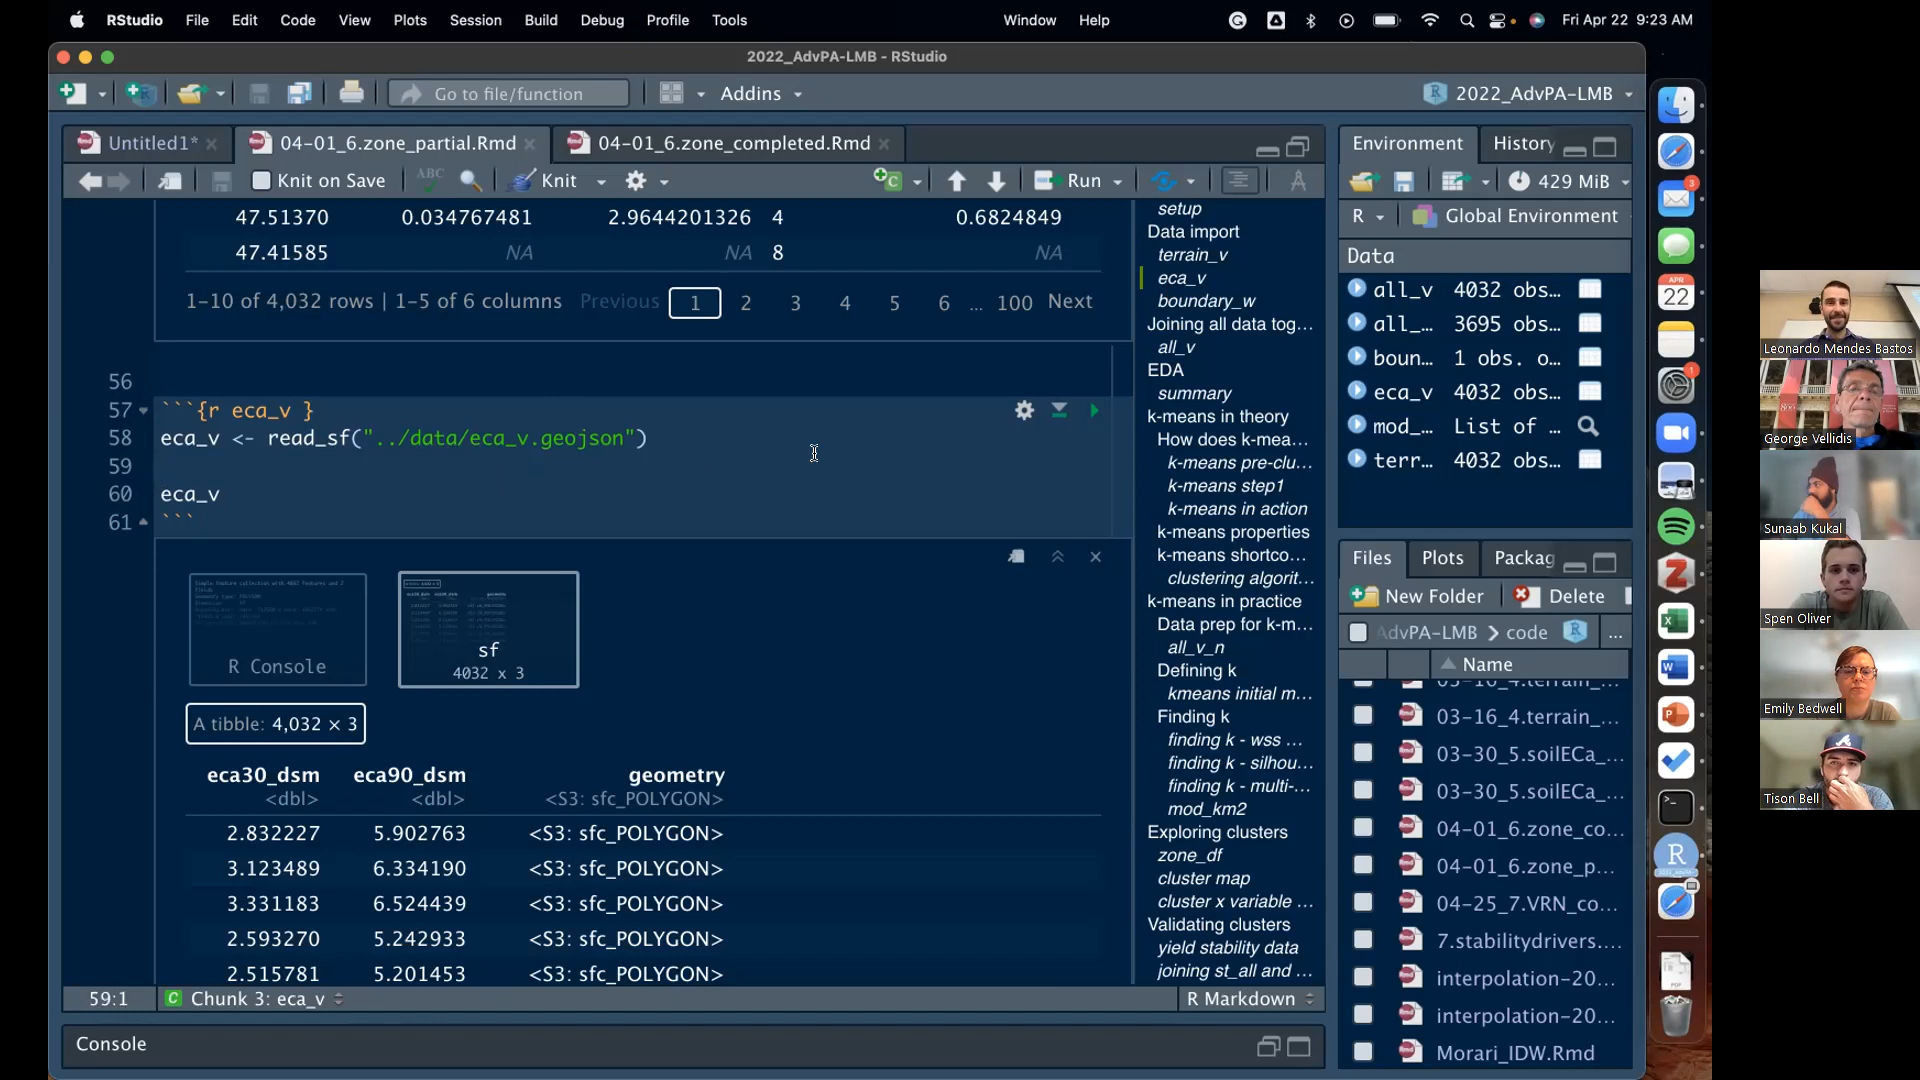 RStudio File Edit Code View Plots Session Build Debug Profile Tools Window Help Fri Apr 22 9:23 AM
2022_AdvPA-LMB - RStudio
Go to file/function Addins 2022_AdvPA-LMB
Untitled1* 04-01_6.zone_partial.Rmd 04-01_6.zone_completed.Rmd
Knit on Save ABC Knit Run
47.51370 0.034767481 2.9644201326 4 0.6824849
47.41585 NA NA 8 NA
1-10 of 4,032 rows | 1-5 of 6 columns Previous 1 2 3 4 5 6 ... 100 Next
56
57 ```{r eca_v }
58 eca_v <- read_sf("../data/eca_v.geojson")
59
60 eca_v
61 ```
R Console
sf
4032 x 3
A tibble: 4,032 × 3
eca30_dsm eca90_dsm geometry
<dbl> <dbl> <S3: sfc_POLYGON>
2.832227 5.902763 <S3: sfc_POLYGON>
3.123489 6.334190 <S3: sfc_POLYGON>
3.331183 6.524439 <S3: sfc_POLYGON>
2.593270 5.242933 <S3: sfc_POLYGON>
2.515781 5.201453 <S3: sfc_POLYGON>
59:1 Chunk 3: eca_v R Markdown
Console
setup
Data import
terrain_v
eca_v
boundary_w
Joining all data tog...
all_v
EDA
summary
k-means in theory
How does k-mea...
k-means pre-clu...
k-means step1
k-means in action
k-means properties
k-means shortco...
clustering algorit...
k-means in practice
Data prep for k-m...
all_v_n
Defining k
kmeans initial m...
Finding k
finding k - wss ...
finding k - silhou...
finding k - multi-...
mod_km2
Exploring clusters
zone_df
cluster map
cluster x variable ...
Validating clusters
yield stability data
joining st_all and ...
Environment History
429 MiB
R Global Environment
Data
all_v 4032 obs...
all_... 3695 obs...
boun... 1 obs. o...
eca_v 4032 obs...
mod_... List of ...
terr... 4032 obs...
Files Plots Packag
New Folder Delete
AdvPA-LMB code ...
Name
03-16_4.terrain_...
03-16_4.terrain_...
03-30_5.soilECa_...
03-30_5.soilECa_...
04-01_6.zone_co...
04-01_6.zone_p...
04-25_7.VRN_co...
7.stabilitydrivers....
interpolation-20...
interpolation-20...
Morari_IDW.Rmd
3
APR
22
1
R
Leonardo Mendes Bastos
George Vellidis
Sunaab Kukal
Spen Oliver
Emily Bedwell
Tison Bell